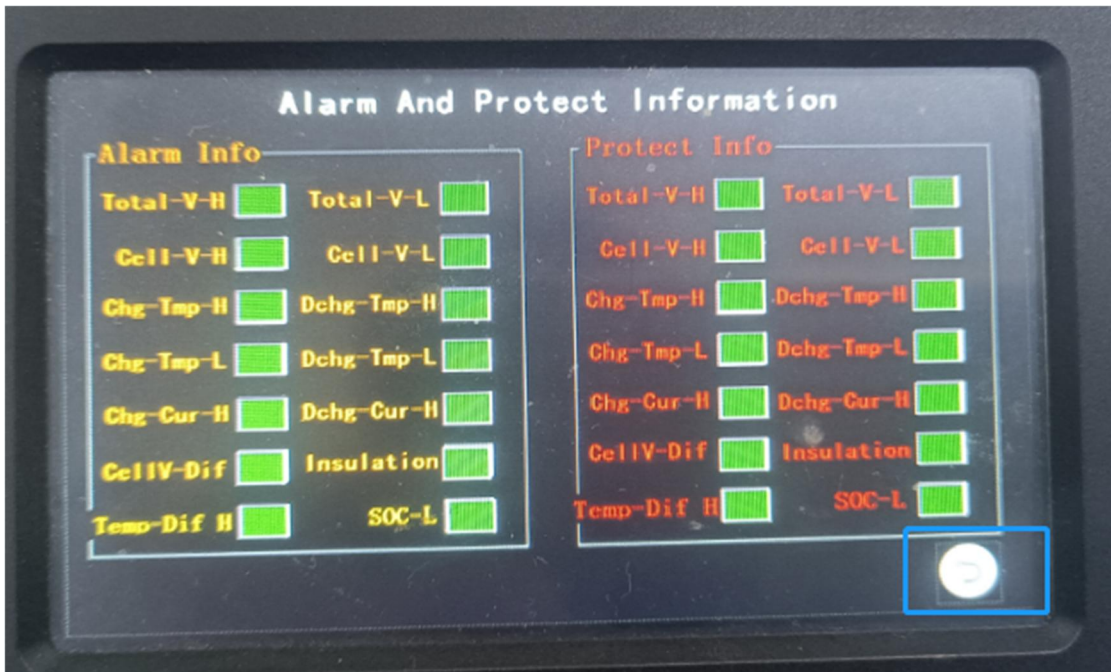 Alarm And Protect Information
Alarm Info
Total-V-H Total-V-L
Cell-V-H Cell-V-L
Chg-Tmp-H Dchg-Tmp-H
Chg-Tmp-L Dchg-Tmp-L
Chg-Cur-H Dchg-Cur-H
CellV-Dif Insulation
Temp-Dif H SOC-L
Protect Info
Total-V-H Total-V-L
Cell-V-H Cell-V-L
Chg-Tmp-H Dchg-Tmp-H
Chg-Tmp-L Dchg-Tmp-L
Chg-Cur-H Dchg-Cur-H
CellV-Dif Insulation
Temp-Dif H SOC-L